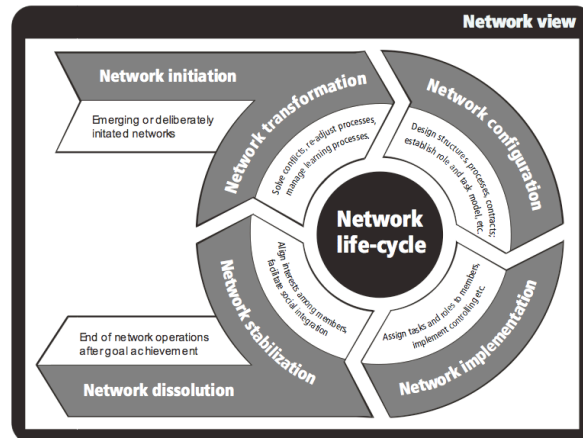 Network view
Network initiation
Emerging or deliberately
initated networks
Network transformation
Solve conflicts, re-adjust processes,
manage learning processes,
Network configuration
Design structures, processes, contracts;
establish role and task model, etc.
Network
life-cycle
Assign tasks and roles to members,
implement controlling etc.
Network implementation
Align interests among members,
facilitate social integration
Network stabilization
End of network operations
after goal achievement
Network dissolution